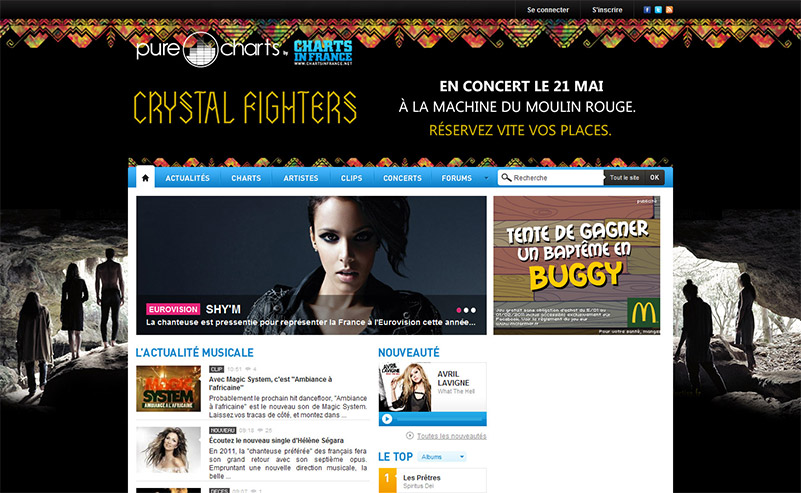 Se connecter S'inscrire
pure charts by CHARTS IN FRANCE
WWW.CHARTSINFRANCE.NET
CRYSTAL FIGHTERS
EN CONCERT LE 21 MAI
À LA MACHINE DU MOULIN ROUGE.
RÉSERVEZ VITE VOS PLACES.
ACTUALITÉS CHARTS ARTISTES CLIPS CONCERTS FORUMS Recherche Tout le site OK
EUROVISION SHY'M
La chanteuse est pressentie pour représenter la France à l'Eurovision cette année...
publicité
TENTE DE GAGNER
UN BAPTÊME EN
BUGGY
Pour votre santé, mangez
L'ACTUALITÉ MUSICALE
MAGIC
SYSTEM
AMBIANCE À L'AFRICAINE
CLIP 10:51 4
Avec Magic System, c'est "Ambiance à
l'africaine"
Probablement le prochain hit dancefloor, "Ambiance
à l'africaine" est le nouveau son de Magic System.
Laissez vos tracas de côté, et montez dans ...
NOUVEAU 09:18 25
Écoutez le nouveau single d'Hélène Ségara
En 2011, la "chanteuse préférée" des français fera
son grand retour avec son septième opus.
Empruntant une nouvelle direction musicale, la
belle ...
DÉCÈS
NOUVEAUTÉ
AVRIL
LAVIGNE
What The Hell
Toutes les nouveautés
LE TOP Albums
1 Les Prêtres
Spiritus Dei